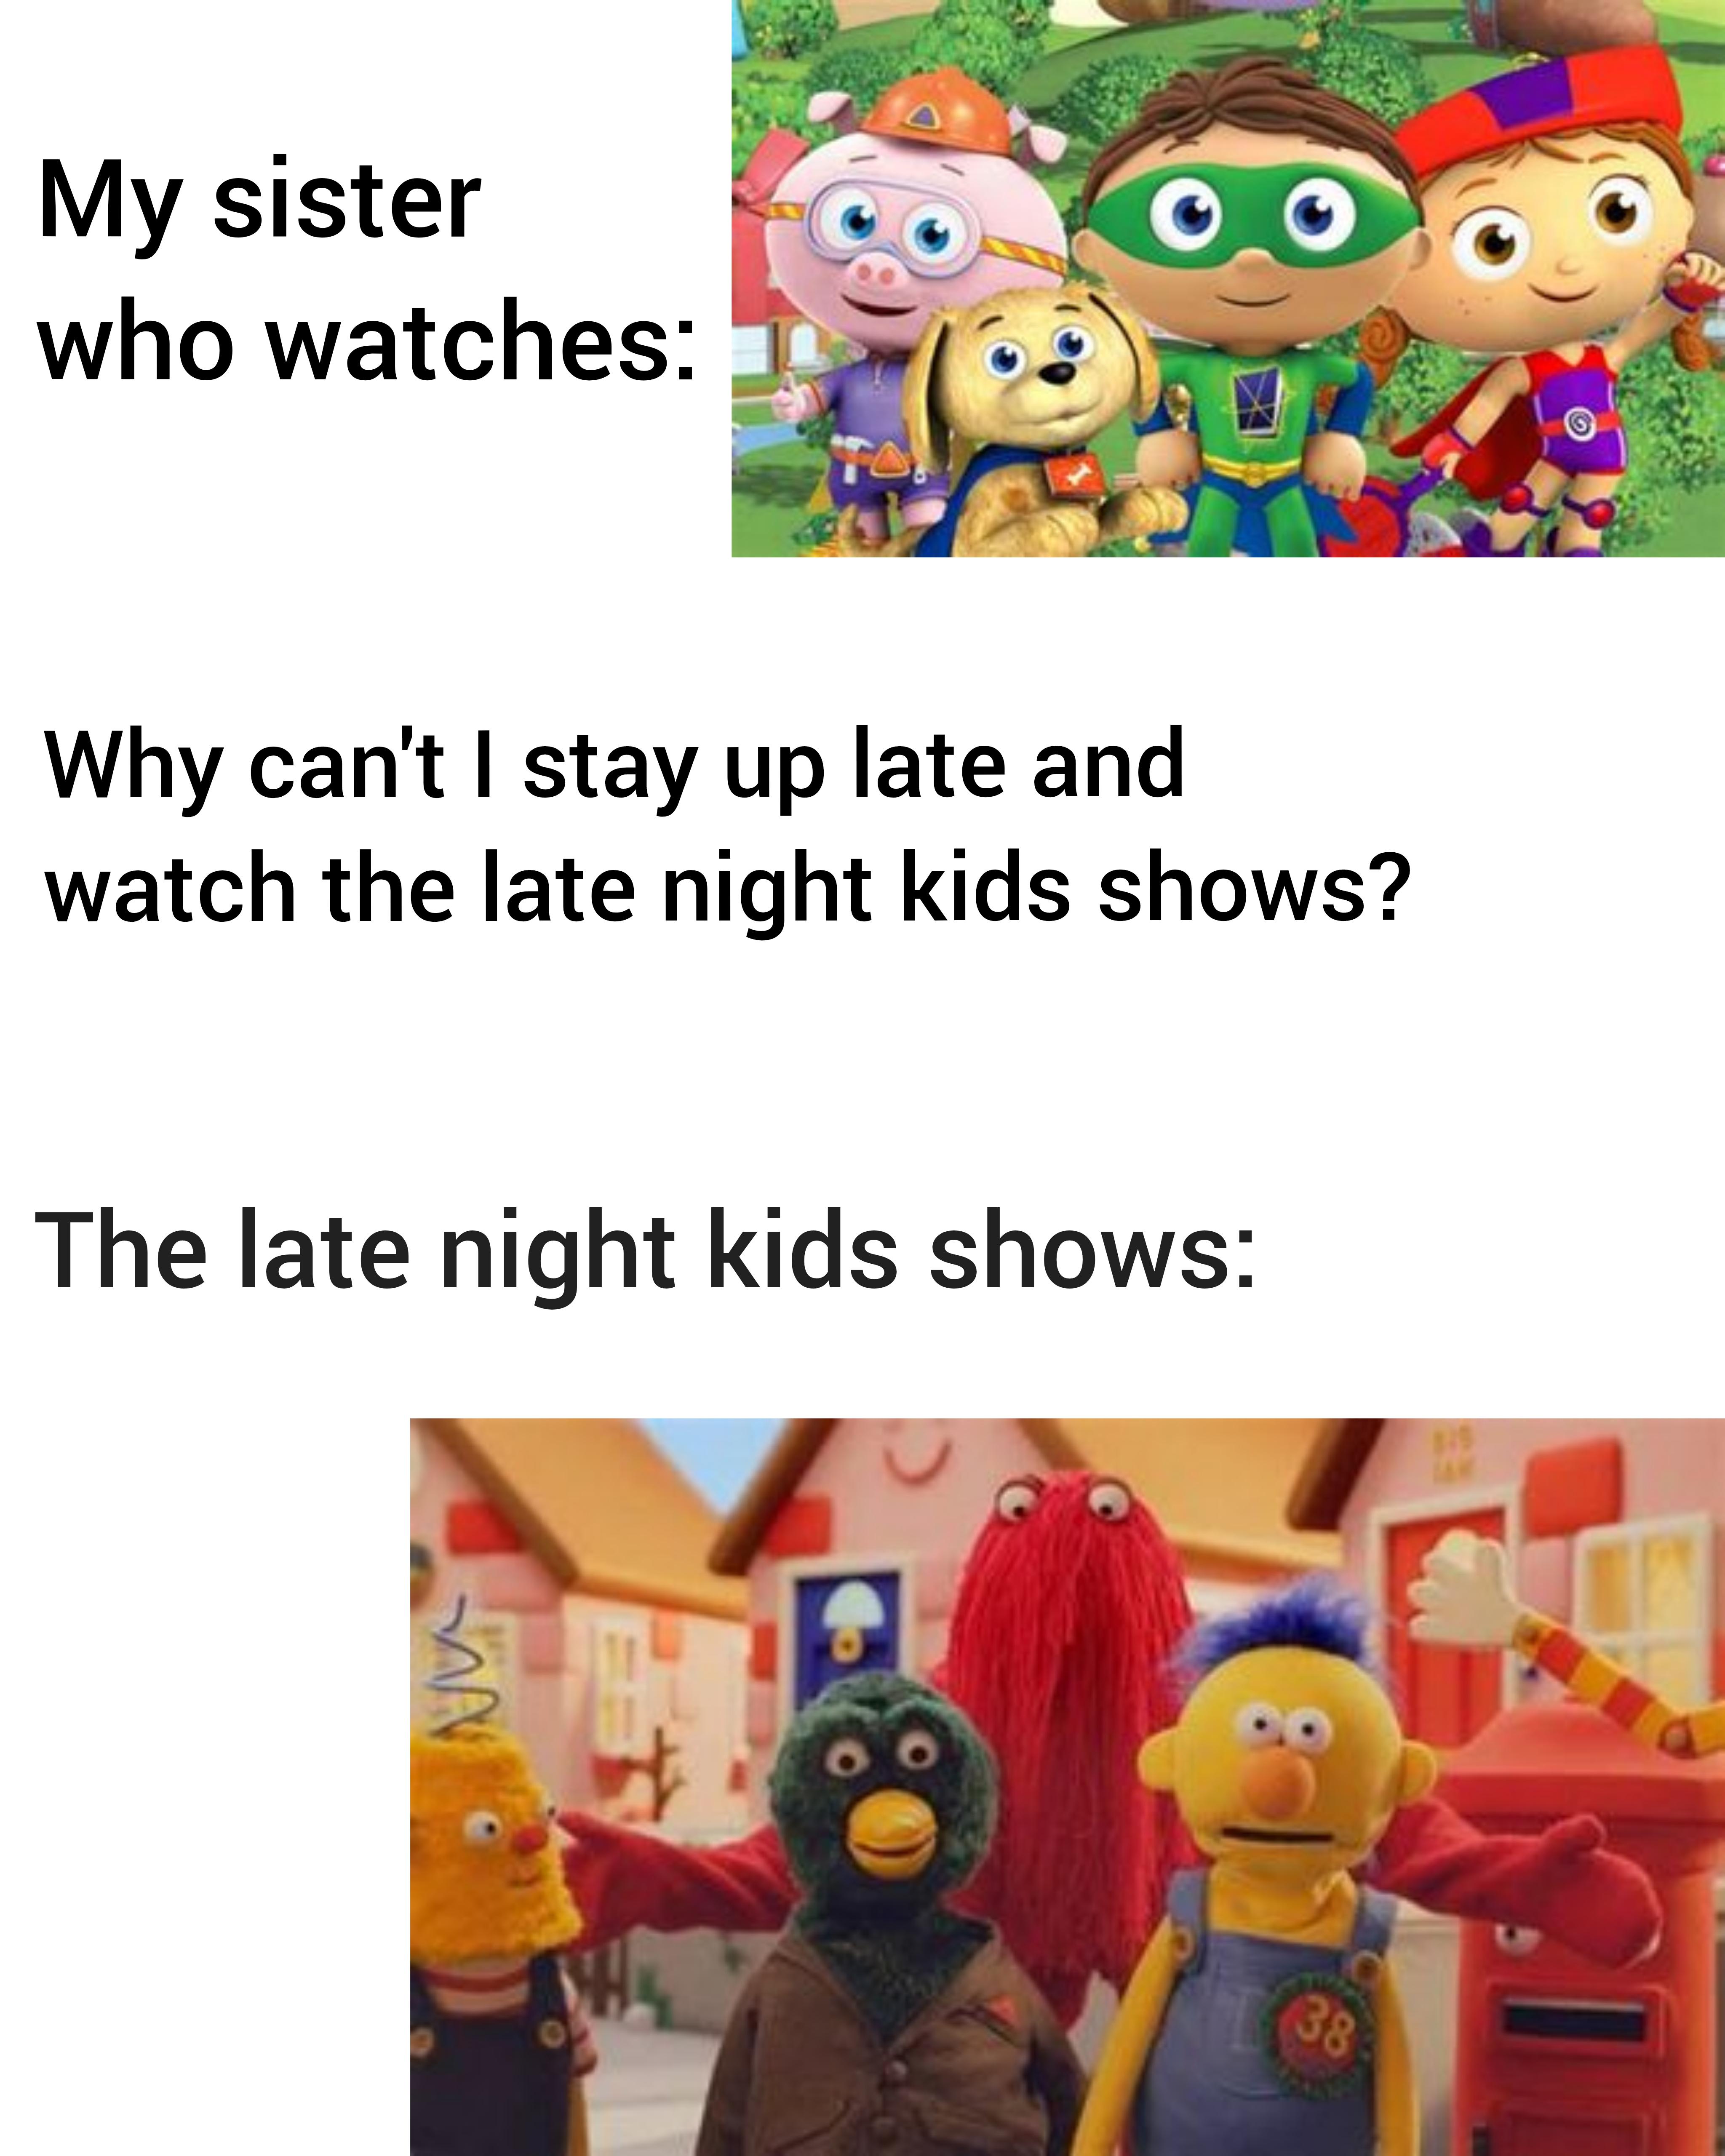 My sister
who watches:
Why can't I stay up late and
watch the late night kids shows?
The late night kids shows:
38